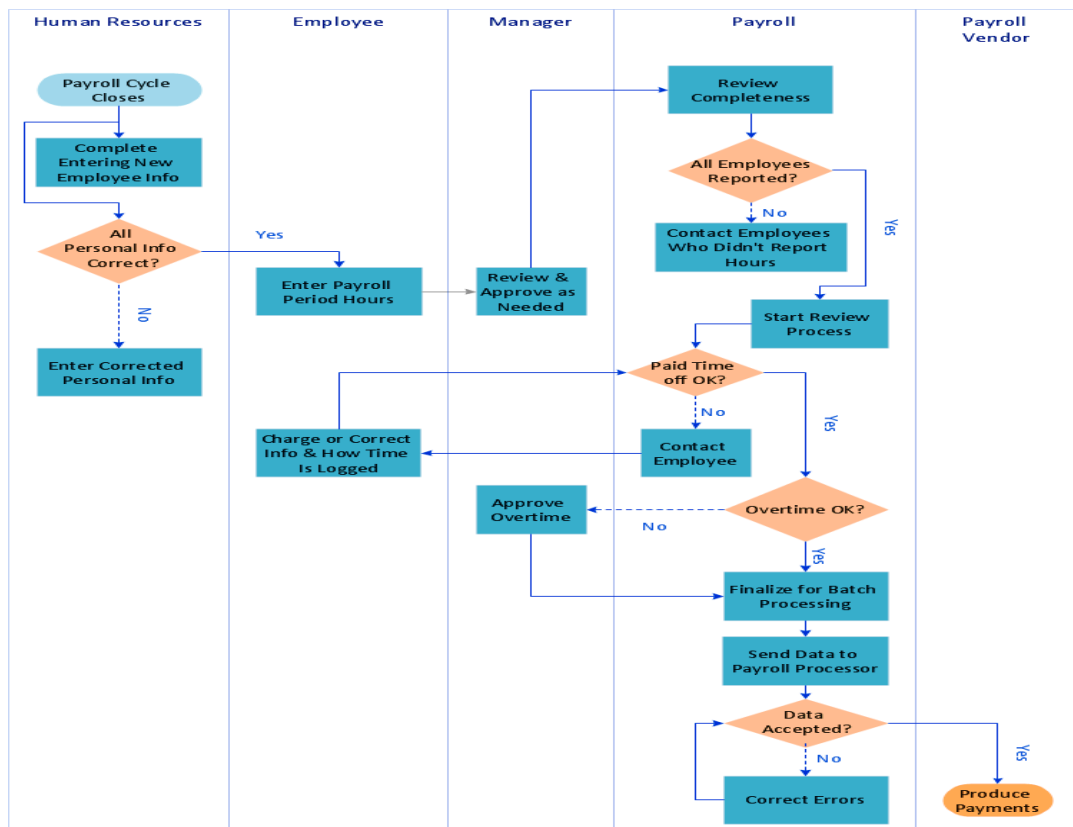 Human Resources
Employee
Manager
Payroll
Payroll
Vendor
Payroll Cycle
Closes
Complete
Entering New
Employee Info
All
Personal Info
Correct?
Yes
No
Enter Corrected
Personal Info
Enter Payroll
Period Hours
Review &
Approve as
Needed
Review
Completeness
All Employees
Reported?
No
Yes
Contact Employees
Who Didn't Report
Hours
Start Review
Process
Paid Time
off OK?
No
Yes
Contact
Employee
Charge or Correct
Info & How Time
Is Logged
Overtime OK?
No
Yes
Approve
Overtime
Finalize for Batch
Processing
Send Data to
Payroll Processor
Data
Accepted?
No
Yes
Correct Errors
Produce
Payments